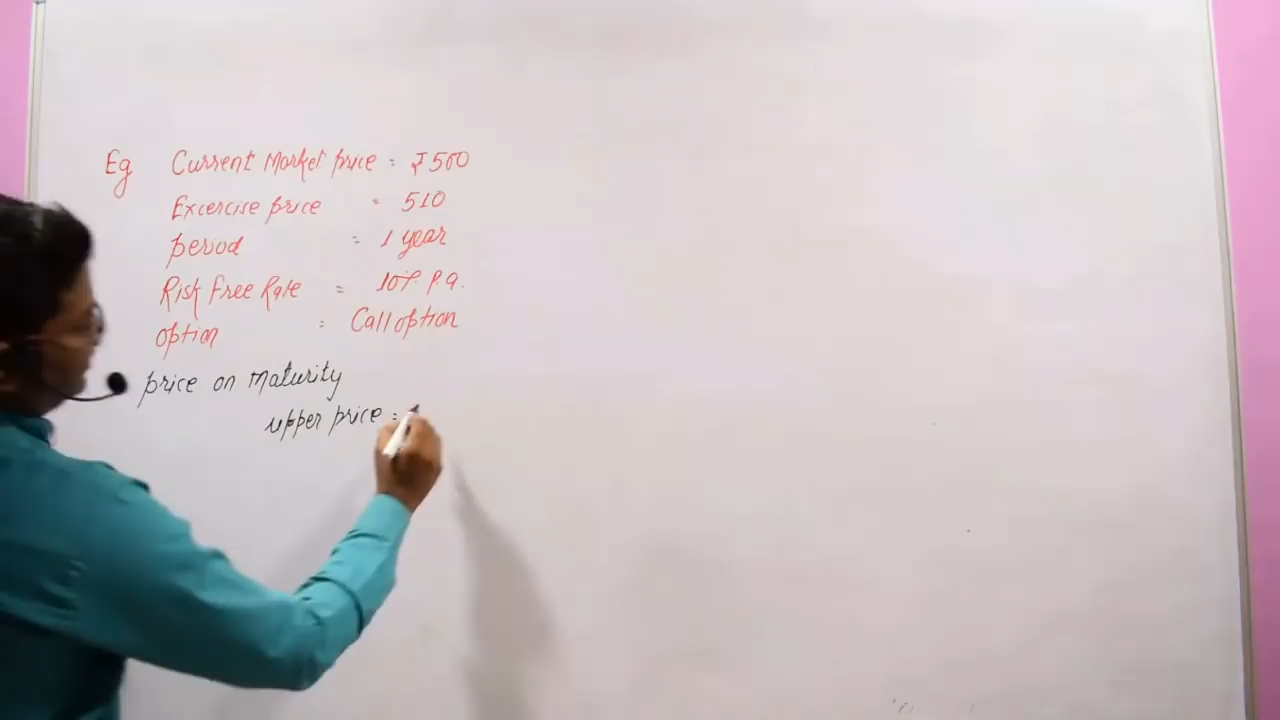 Eg Current Market price = ₹500
Excercise price = 510
period = 1 year
Risk Free Rate = 10% P.a.
option = Call option
price on Maturity
upper price =